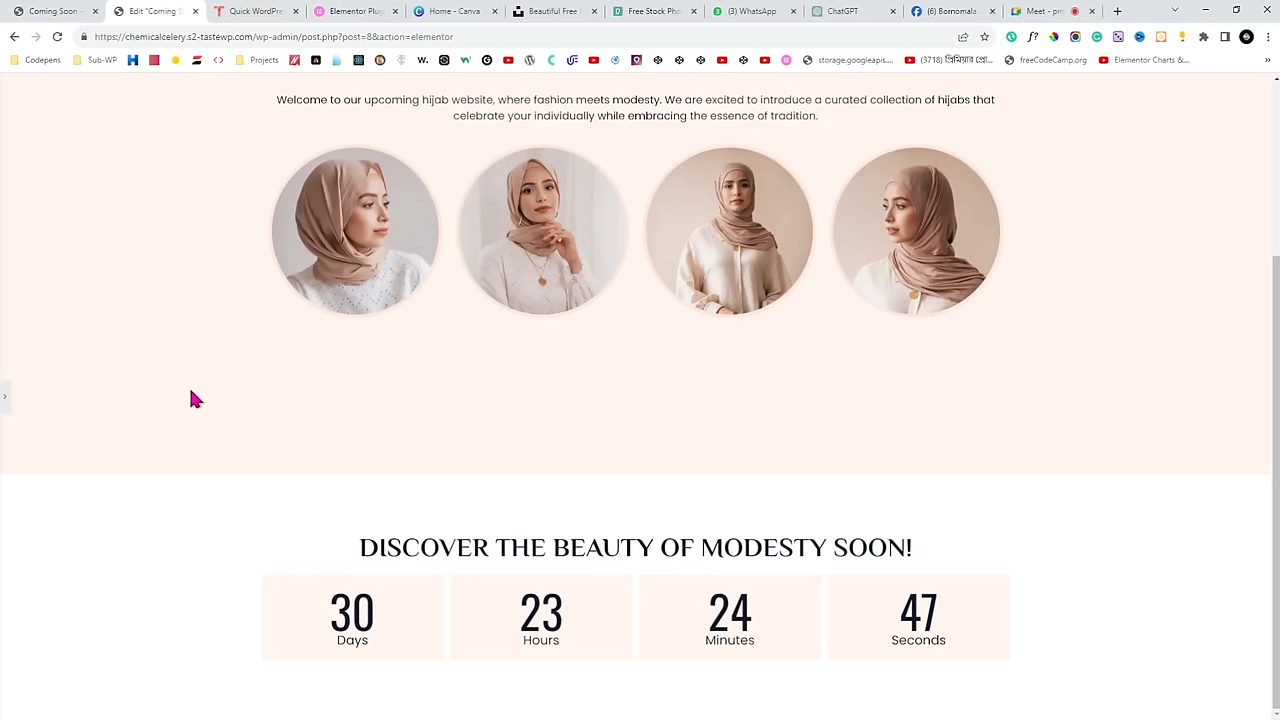 Coming Soon –
Edit "Coming S
Quick WordPre
Elementor Plug
Home - Canva
Beautiful Free I
Free Stock Pho
(3) WhatsApp
ChatGPT
(6) Bornomala
Meet - pm
https://chemicalcelery.s2-tastewp.com/wp-admin/post.php?post=8&action=elementor
Codepens
Sub-WP
Projects
storage.googleapis....
freeCodeCamp.org
Elementor Charts &...
Welcome to our upcoming hijab website, where fashion meets modesty. We are excited to introduce a curated collection of hijabs that
celebrate your individually while embracing the essence of tradition.
DISCOVER THE BEAUTY OF MODESTY SOON!
30 23 24 47
Days Hours Minutes Seconds